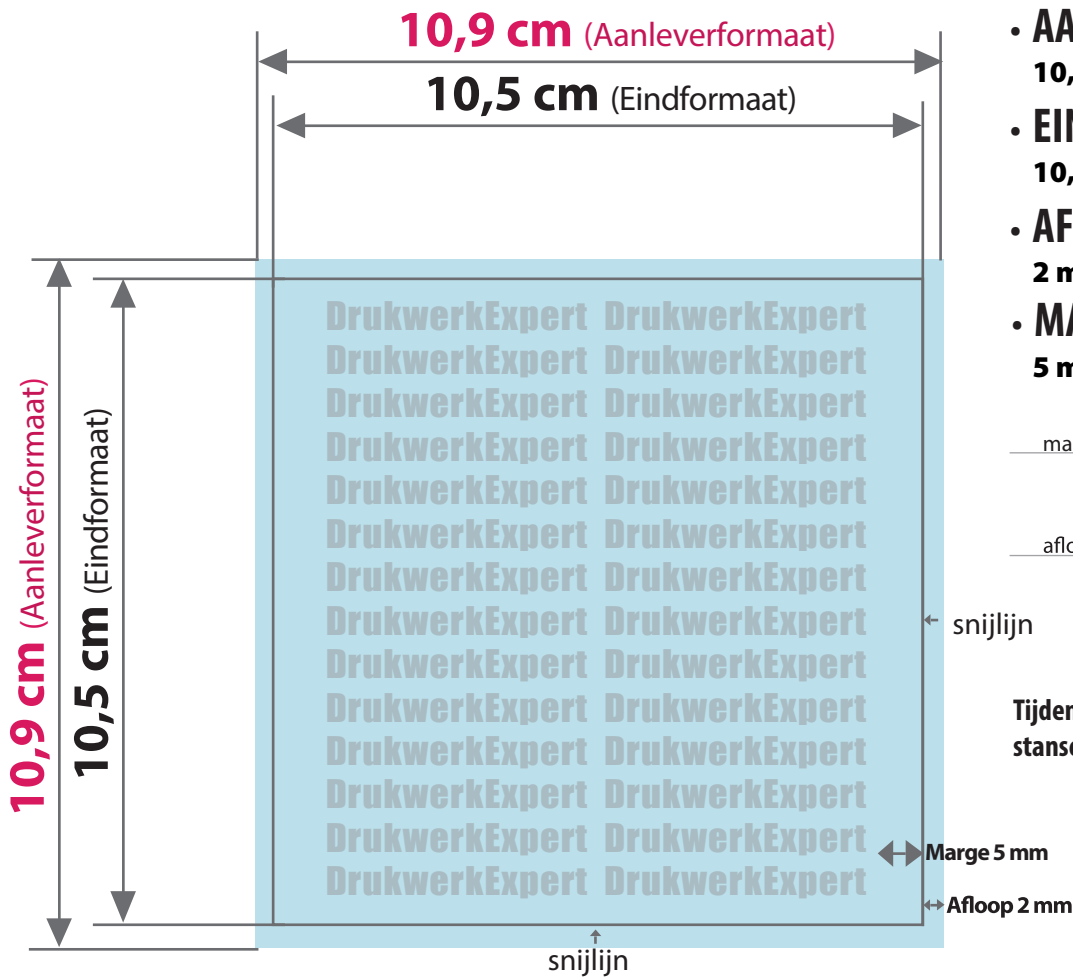 10,9 cm (Aanleverformaat)
10,5 cm (Eindformaat)
10,9 cm (Aanleverformaat)
10,5 cm (Eindformaat)
DrukwerkExpert DrukwerkExpert
DrukwerkExpert DrukwerkExpert
DrukwerkExpert DrukwerkExpert
DrukwerkExpert DrukwerkExpert
DrukwerkExpert DrukwerkExpert
DrukwerkExpert DrukwerkExpert
DrukwerkExpert DrukwerkExpert
DrukwerkExpert DrukwerkExpert
DrukwerkExpert DrukwerkExpert
DrukwerkExpert DrukwerkExpert
DrukwerkExpert DrukwerkExpert
DrukwerkExpert DrukwerkExpert
DrukwerkExpert DrukwerkExpert
DrukwerkExpert DrukwerkExpert
snijlijn
Marge 5 mm
Afloop 2 mm
snijlijn
• AA
10,
• EIN
10,
• AF
2 m
• MA
5 m
ma
aflo
Tijden
stans